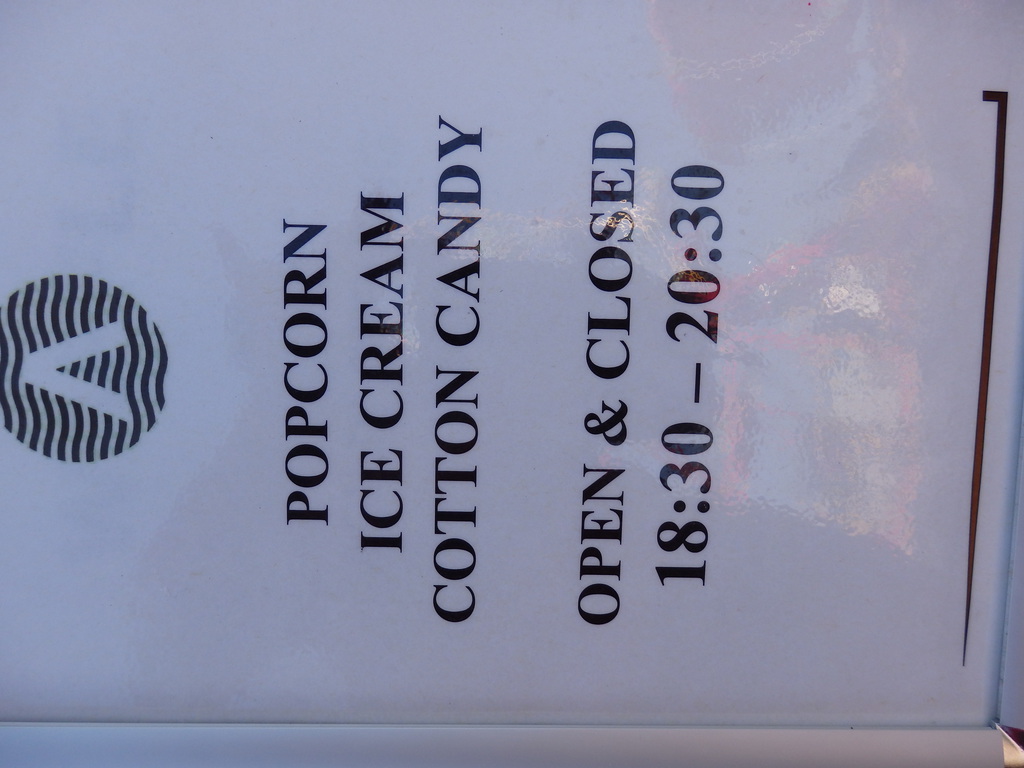 POPCORN
ICE CREAM
COTTON CANDY
OPEN & CLOSED
18:30 – 20:30